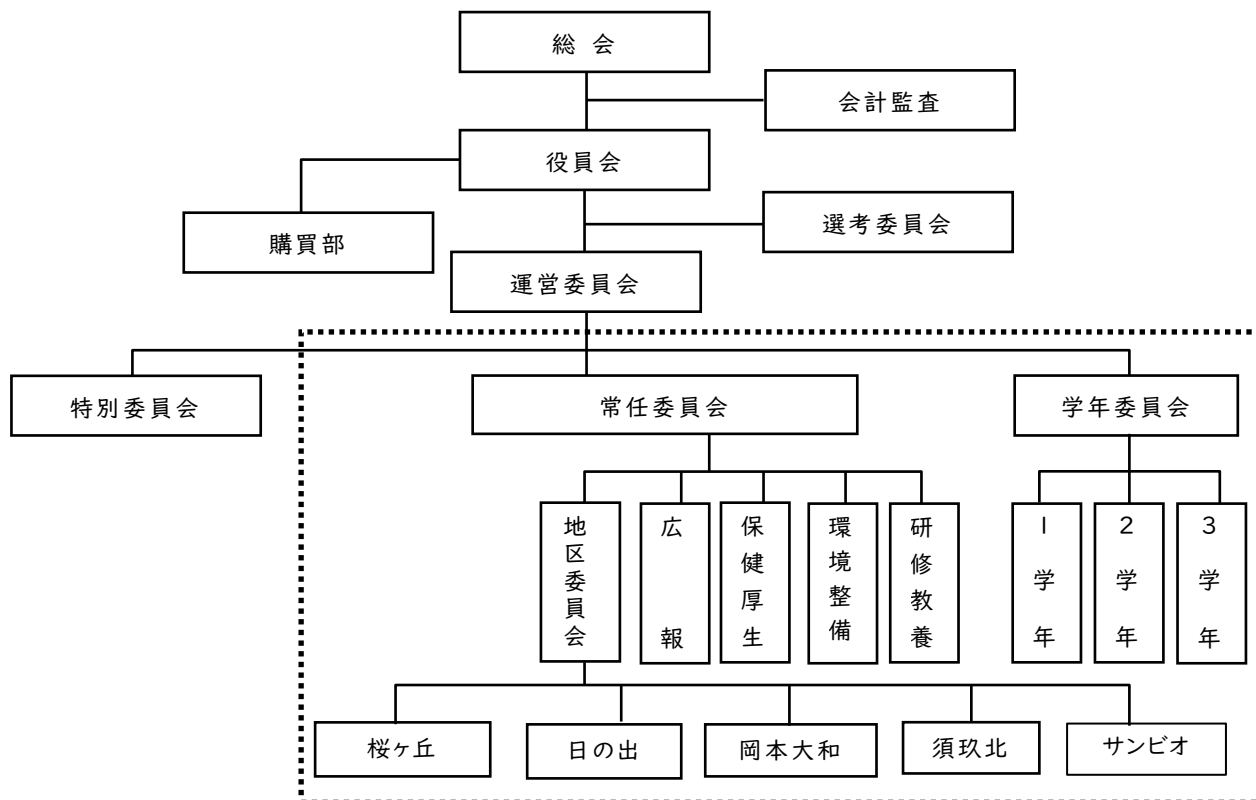 総 会
会計監査
役員会
選考委員会
購買部
運営委員会
特別委員会
常任委員会
学年委員会
地区委員会
広報
保健厚生
環境整備
研修教養
1学年
2学年
3学年
桜ヶ丘
日の出
岡本大和
須玖北
サンビオ